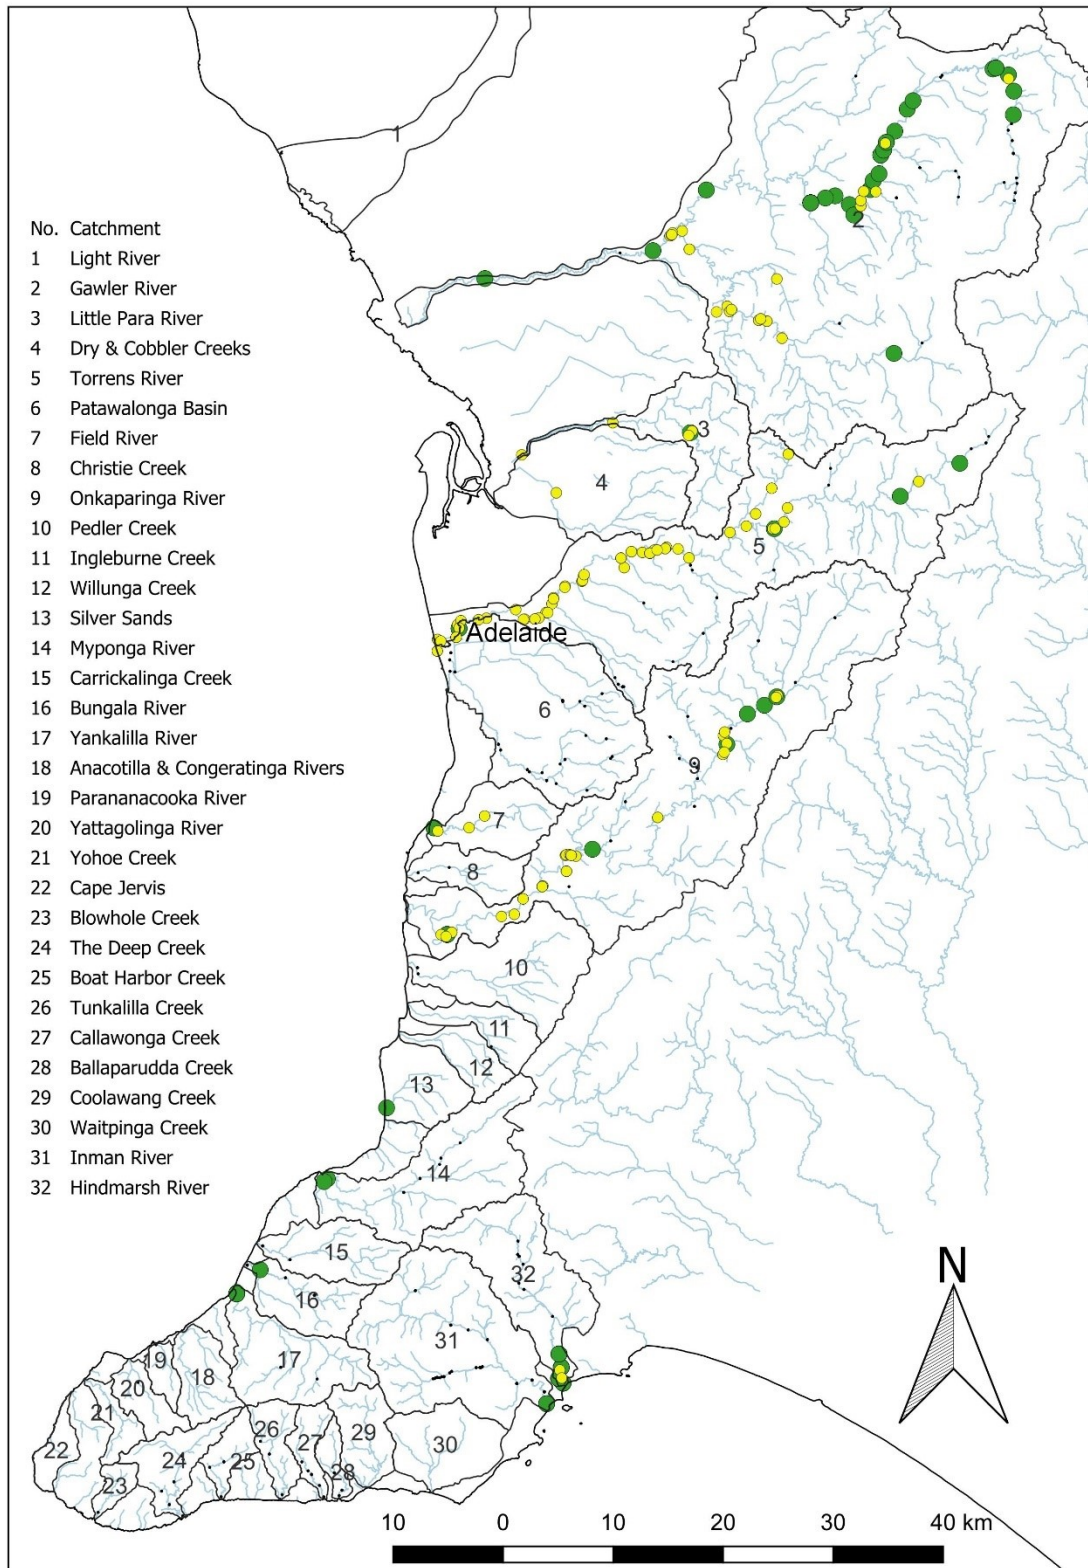 No. Catchment
1 Light River
2 Gawler River
3 Little Para River
4 Dry & Cobbler Creeks
5 Torrens River
6 Patawalonga Basin
7 Field River
8 Christie Creek
9 Onkaparinga River
10 Pedler Creek
11 Ingleburne Creek
12 Willunga Creek
13 Silver Sands
14 Myponga River
15 Carrickalinga Creek
16 Bungala River
17 Yankalilla River
18 Anacotilla & Congeratinga Rivers
19 Parananacooka River
20 Yattagolinga River
21 Yohoe Creek
22 Cape Jervis
23 Blowhole Creek
24 The Deep Creek
25 Boat Harbor Creek
26 Tunkalilla Creek
27 Callawonga Creek
28 Ballaparudda Creek
29 Coolawang Creek
30 Waitpinga Creek
31 Inman River
32 Hindmarsh River
1
2
3
4
5
Adelaide
6
9
7
8
10
11
12
13
14
15
32
16
31
19
17
20
18
21
26
27
29
30
22
24
25
28
23
N
10 0 10 20 30 40 km